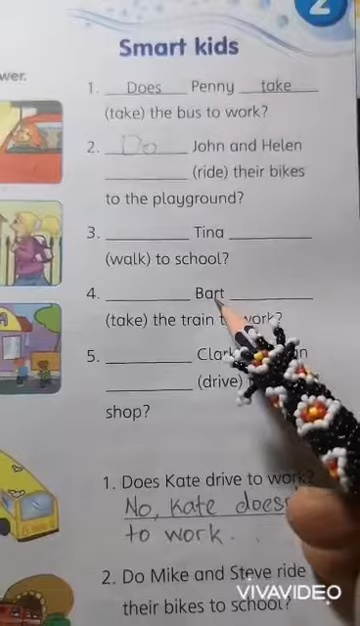 2
Smart kids
wer.
1. Does Penny take
(take) the bus to work?
2. Do John and Helen
(ride) their bikes
to the playground?
3. Tina
(walk) to school?
4. Bart
(take) the train work?
5.
(drive)
shop?
1. Does Kate drive to work?
No, Kate
to work.
2. Do Mike and Steve ride
their bikes to school?
VIVAVIDEO